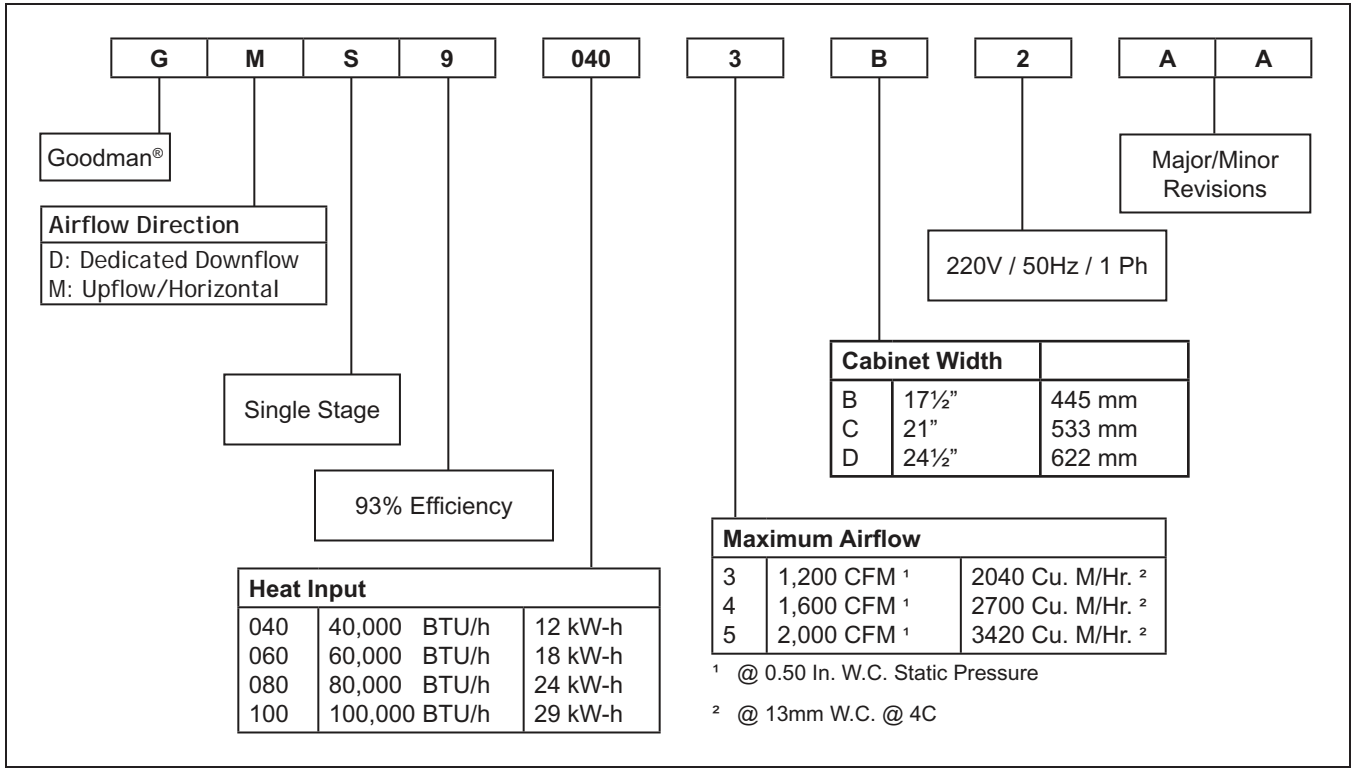 G M S 9 040 3 B 2 A A
Goodman®
Major/Minor
Revisions
Airflow Direction
D: Dedicated Downflow
M: Upflow/Horizontal
220V / 50Hz / 1 Ph
Single Stage
Cabinet Width
B 17½” 445 mm
C 21” 533 mm
D 24½” 622 mm
93% Efficiency
Maximum Airflow
3 1,200 CFM ¹ 2040 Cu. M/Hr. ²
4 1,600 CFM ¹ 2700 Cu. M/Hr. ²
5 2,000 CFM ¹ 3420 Cu. M/Hr. ²
¹ @ 0.50 In. W.C. Static Pressure
² @ 13mm W.C. @ 4C
Heat Input
040 40,000 BTU/h 12 kW-h
060 60,000 BTU/h 18 kW-h
080 80,000 BTU/h 24 kW-h
100 100,000 BTU/h 29 kW-h